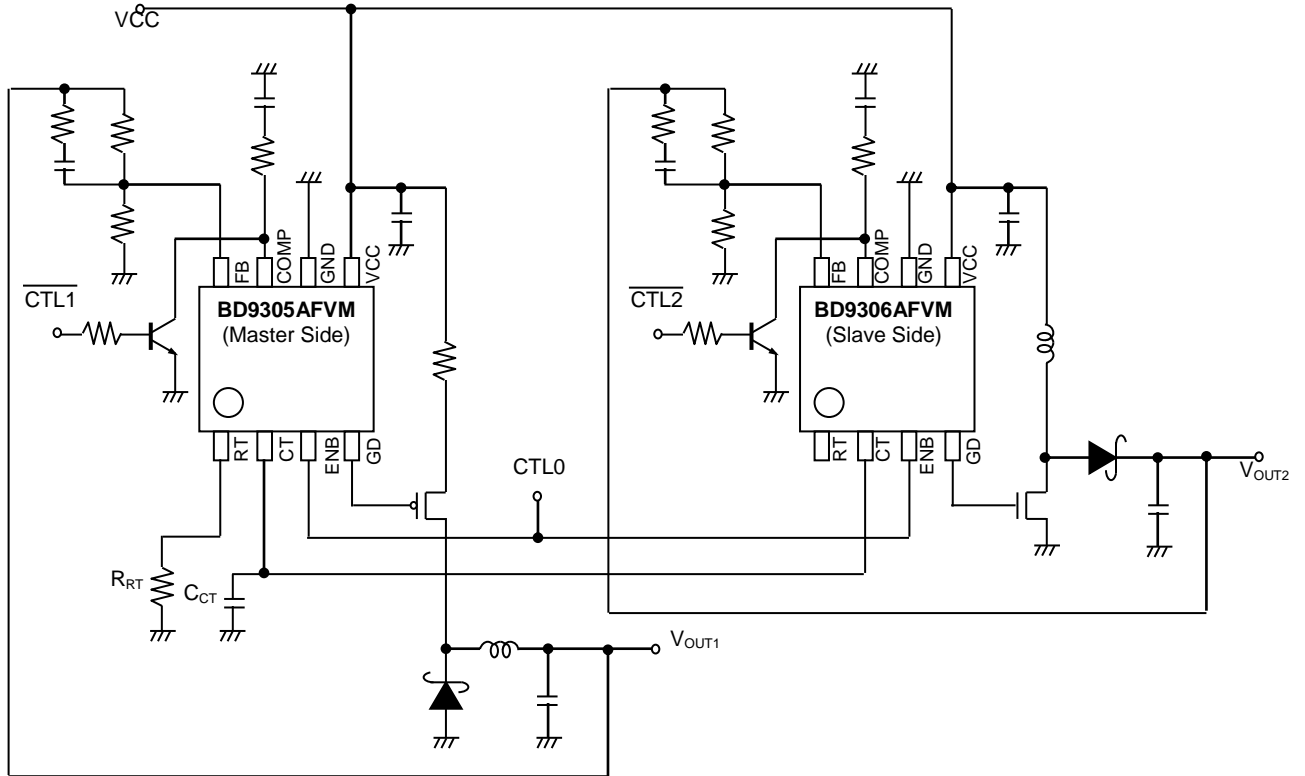 VCC
FB
COMP
GND
VCC
FB
COMP
GND
VCC
CTL1
BD9305AFVM
(Master Side)
CTL2
BD9306AFVM
(Slave Side)
RT
CT
ENB
GD
RT
CT
ENB
GD
CTL0
VOUT2
RRT
CCT
VOUT1